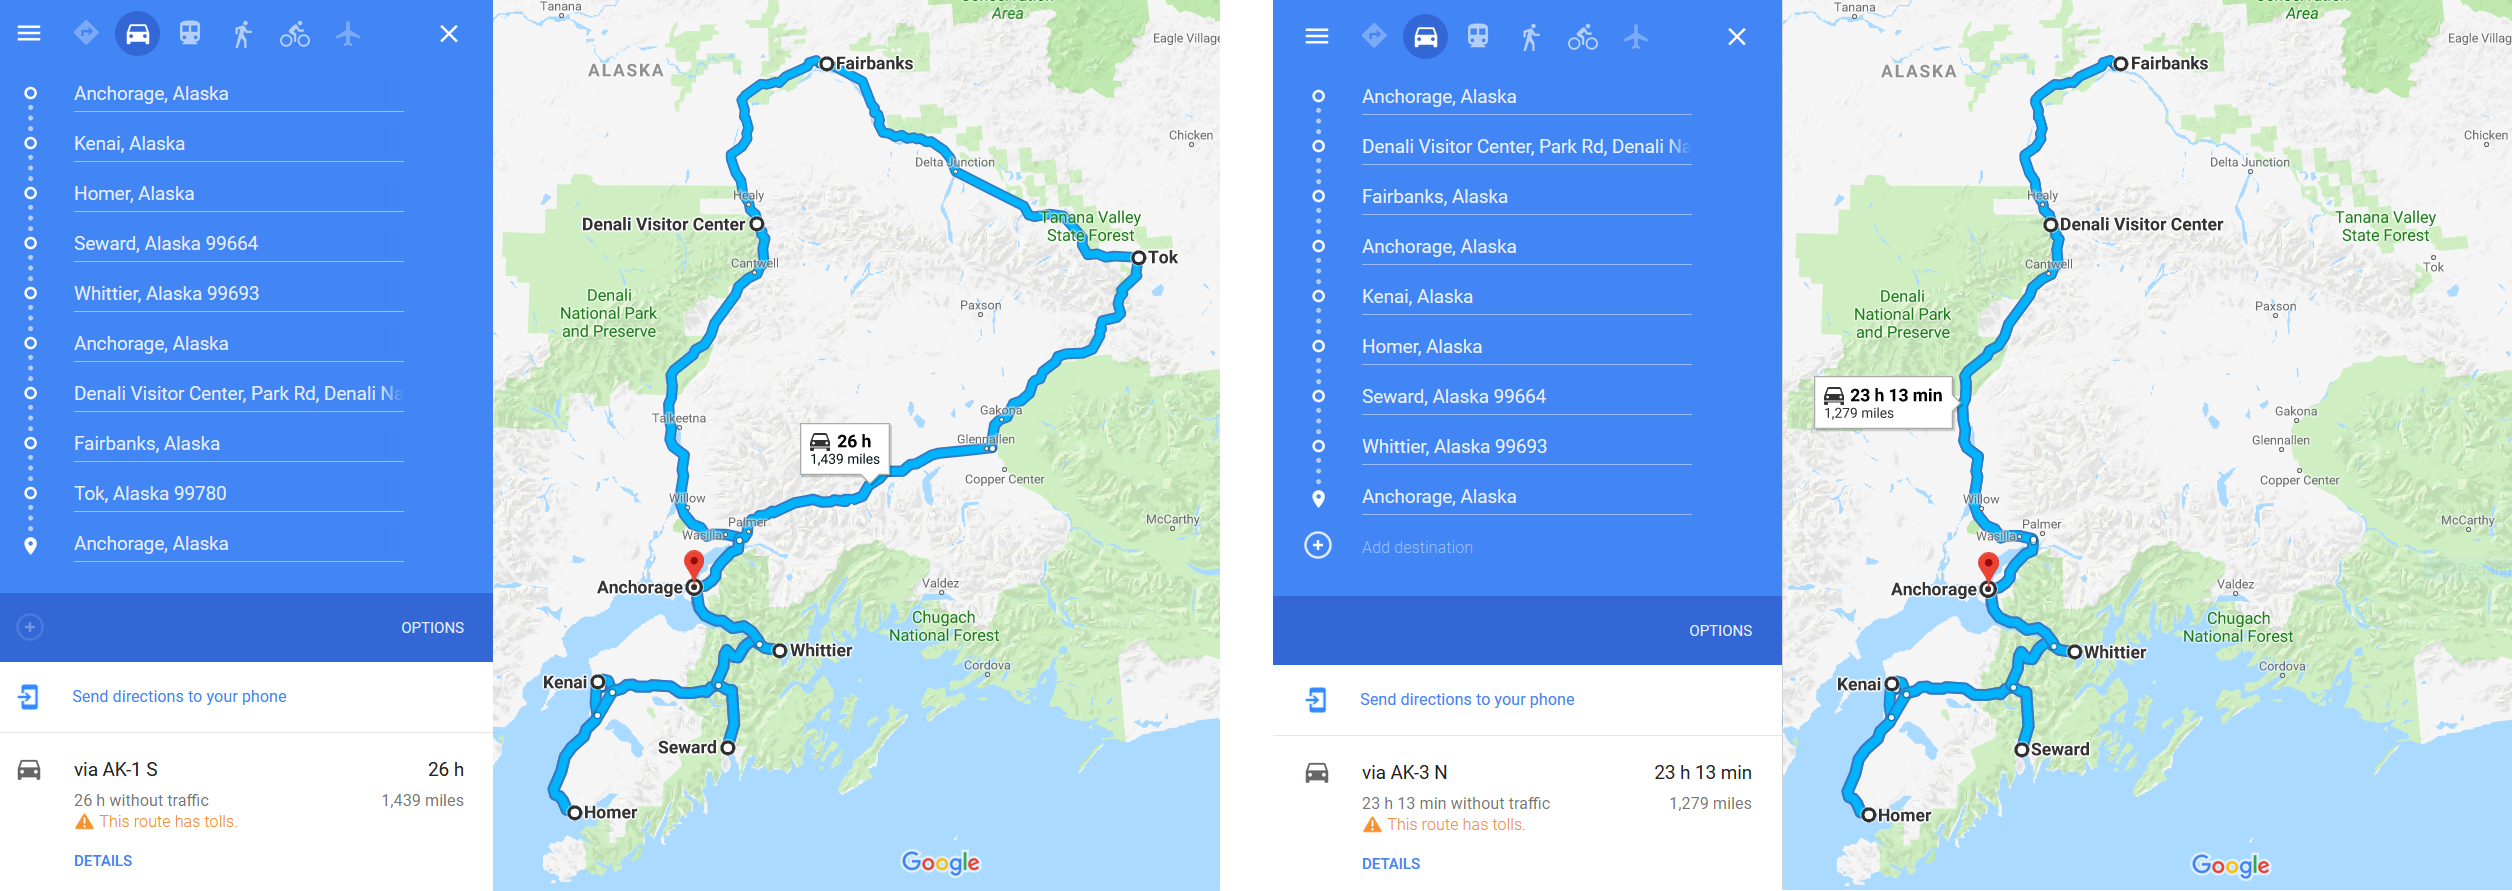 Anchorage, Alaska
Kenai, Alaska
Homer, Alaska
Seward, Alaska 99664
Whittier, Alaska 99693
Anchorage, Alaska
Denali Visitor Center, Park Rd, Denali Na
Fairbanks, Alaska
Tok, Alaska 99780
Anchorage, Alaska
OPTIONS
Send directions to your phone
via AK-1 S
26 h
26 h without traffic
1,439 miles
This route has tolls.
DETAILS
Tanana
Area
Eagle Village
ALASKA
Fairbanks
Chicken
Delta Junction
Healy
Denali Visitor Center
Tanana Valley
State Forest
Tok
Cantwell
Denali
National Park
and Preserve
Paxson
Talkeetna
Gakona
Glennallen
26 h
1,439 miles
Copper Center
Willow
Palmer
Wasilla
McCarthy
Anchorage
Valdez
Chugach
National Forest
Whittier
Cordova
Kenai
Seward
Homer
Google
Anchorage, Alaska
Denali Visitor Center, Park Rd, Denali Na
Fairbanks, Alaska
Anchorage, Alaska
Kenai, Alaska
Homer, Alaska
Seward, Alaska 99664
Whittier, Alaska 99693
Anchorage, Alaska
Add destination
OPTIONS
Send directions to your phone
via AK-3 N
23 h 13 min
23 h 13 min without traffic
1,279 miles
This route has tolls.
DETAILS
Tanana
Area
Eagle Villag
ALASKA
Fairbanks
Chicken
Delta Junction
Healy
Denali Visitor Center
Tanana Valley
State Forest
Tok
Cantwell
Denali
National Park
and Preserve
Paxson
23 h 13 min
1,279 miles
Gakona
Glennallen
Copper Center
Willow
Palmer
Wasilla
McCarthy
Anchorage
Valdez
Chugach
National Forest
Whittier
Cordova
Kenai
Seward
Homer
Google